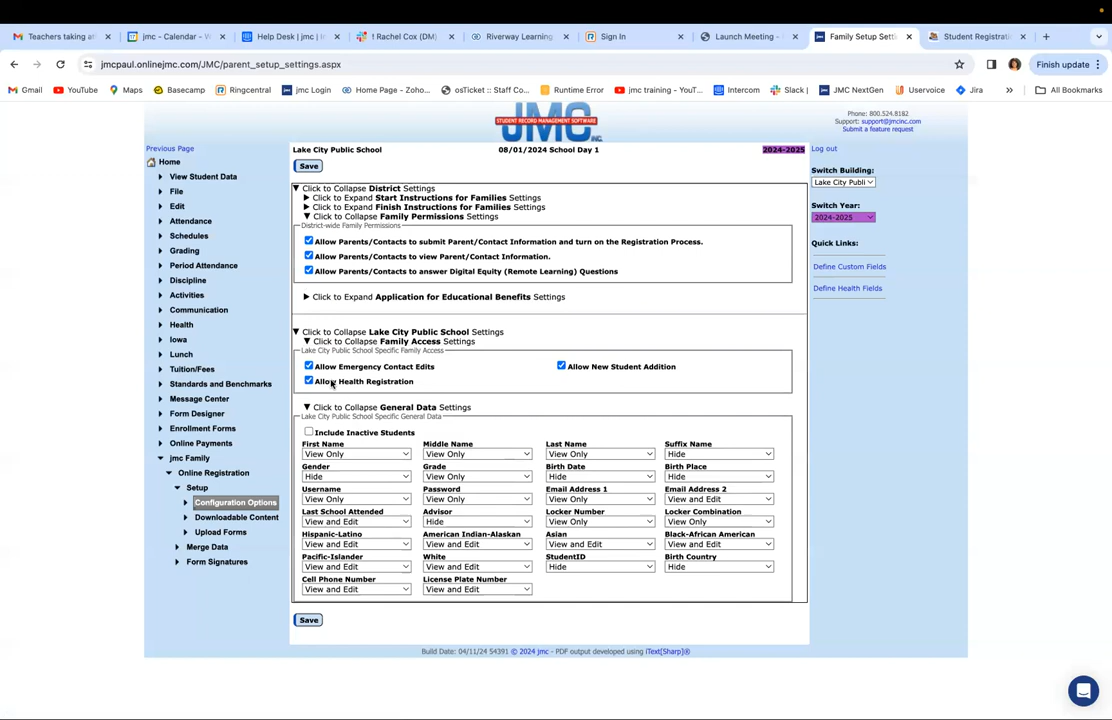 Teachers taking at
jmc - Calendar - W
Help Desk | jmc | In
! Rachel Cox (DM)
Riverway Learning
Sign In
Launch Meeting -
Family Setup Setti
Student Registratio
jmcpaul.onlinejmc.com/JMC/parent_setup_settings.aspx
Finish update
Gmail YouTube Maps Basecamp Ringcentral jmc Login Home Page - Zoho... osTicket :: Staff Co... Runtime Error jmc training - YouT... Intercom Slack | JMC NextGen Uservoice Jira » All Bookmarks
STUDENT RECORD MANAGEMENT SOFTWARE
JMC INC.
Phone: 800.524.8182
Support: support@jmcinc.com
Submit a feature request
Previous Page
Lake City Public School 08/01/2024 School Day 1 2024-2025
Log out
Home
View Student Data
File
Edit
Attendance
Schedules
Grading
Period Attendance
Discipline
Activities
Communication
Health
Iowa
Lunch
Tuition/Fees
Standards and Benchmarks
Message Center
Form Designer
Enrollment Forms
Online Payments
jmc Family
Online Registration
Setup
Configuration Options
Downloadable Content
Upload Forms
Merge Data
Form Signatures
Save
Click to Collapse District Settings
Click to Expand Start Instructions for Families Settings
Click to Expand Finish Instructions for Families Settings
Click to Collapse Family Permissions Settings
District-wide Family Permissions
Allow Parents/Contacts to submit Parent/Contact Information and turn on the Registration Process.
Allow Parents/Contacts to view Parent/Contact Information.
Allow Parents/Contacts to answer Digital Equity (Remote Learning) Questions
Click to Expand Application for Educational Benefits Settings
Click to Collapse Lake City Public School Settings
Click to Collapse Family Access Settings
Lake City Public School Specific Family Access
Allow Emergency Contact Edits Allow New Student Addition
Allow Health Registration
Click to Collapse General Data Settings
Lake City Public School Specific General Data
Include Inactive Students
First Name Middle Name Last Name Suffix Name
View Only View Only View Only Hide
Gender Grade Birth Date Birth Place
Hide View Only Hide Hide
Username Password Email Address 1 Email Address 2
View Only View Only View Only View and Edit
Last School Attended Advisor Locker Number Locker Combination
View and Edit Hide View Only View Only
Hispanic-Latino American Indian-Alaskan Asian Black-African American
View and Edit View and Edit View and Edit View and Edit
Pacific-Islander White StudentID Birth Country
View and Edit View and Edit Hide Hide
Cell Phone Number License Plate Number
View and Edit View and Edit
Save
Switch Building
Lake City Publi
Switch Year
2024-2025
Quick Links:
Define Custom Fields
Define Health Fields
Build Date: 04/11/24 54391 © 2024 jmc - PDF output developed using iText[Sharp]®